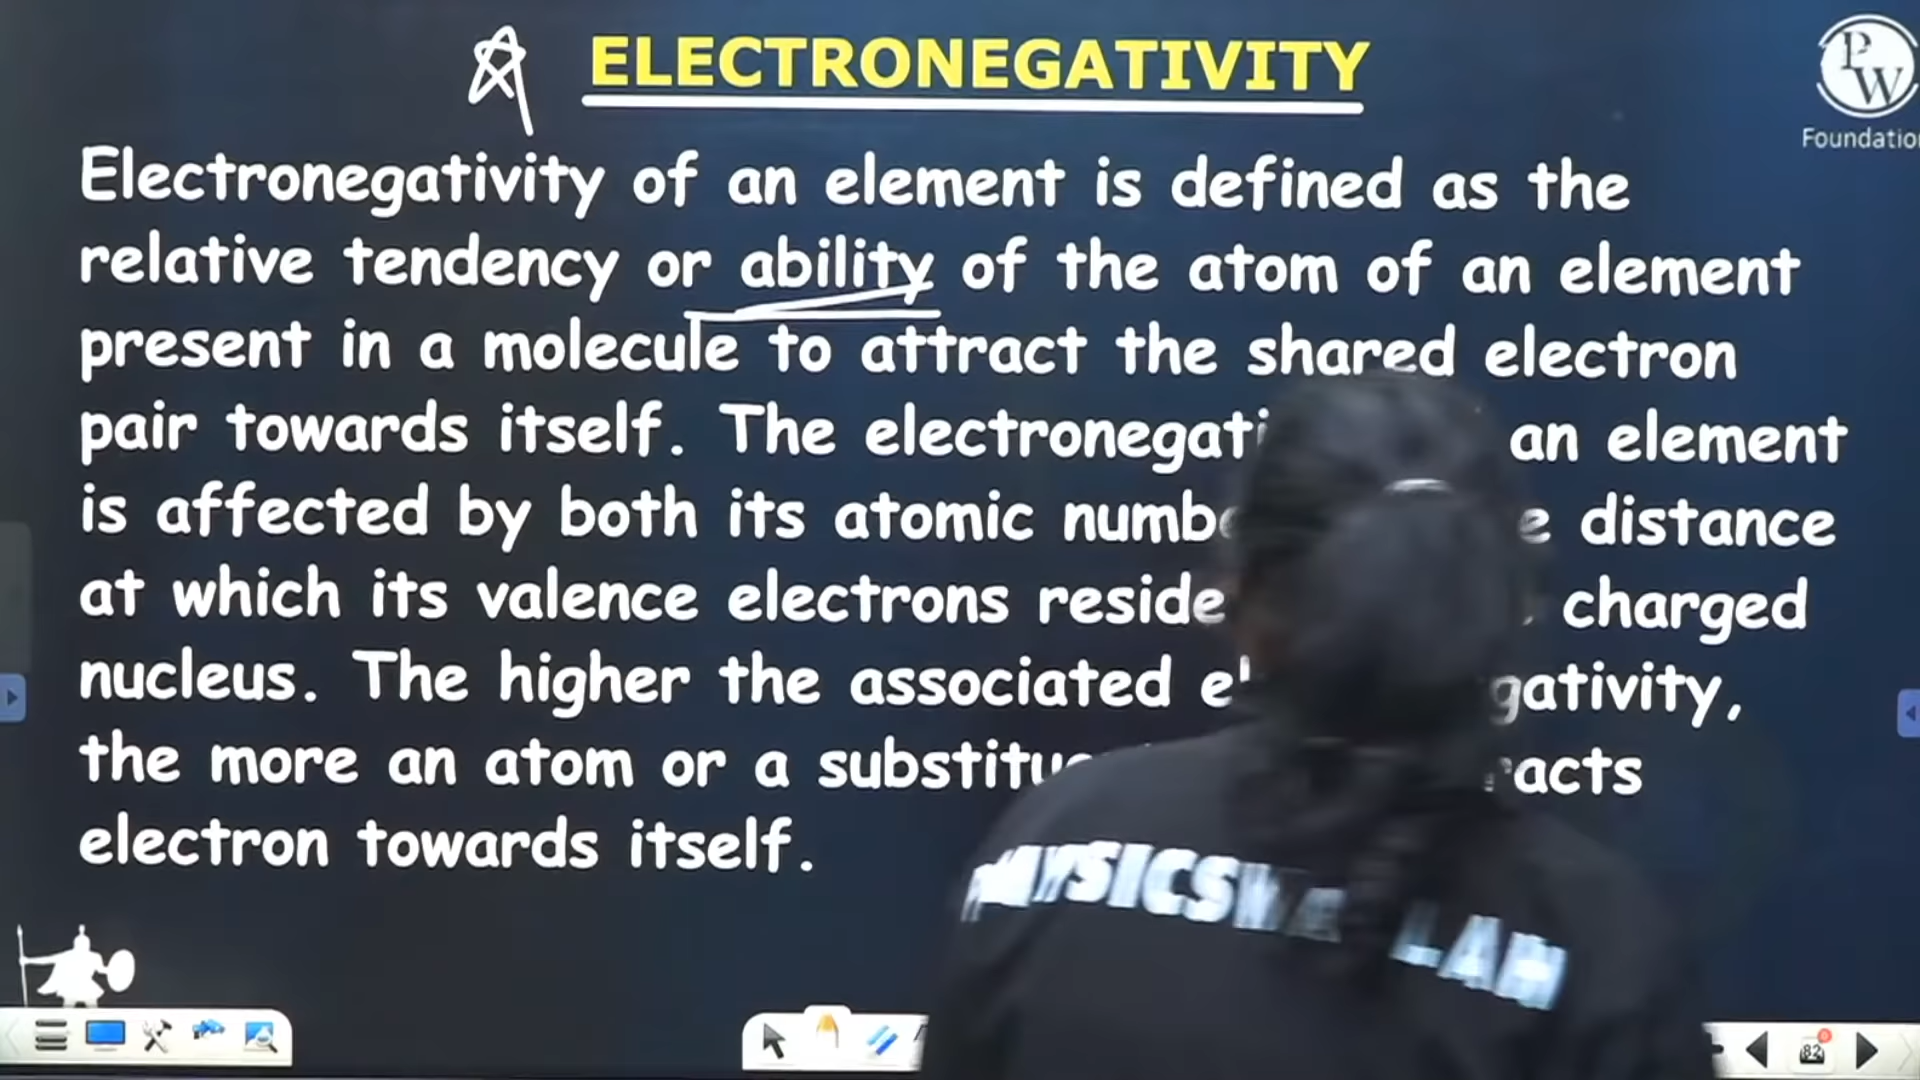 ELECTRONEGATIVITY
PW
Foundation
Electronegativity of an element is defined as the
relative tendency or ability of the atom of an element
present in a molecule to attract the shared electron
pair towards itself. The an element
is affected by both its atomic distance
at which its valence electrons reside charged
nucleus. The higher the associated
the more an atom or a
electron towards itself.
82